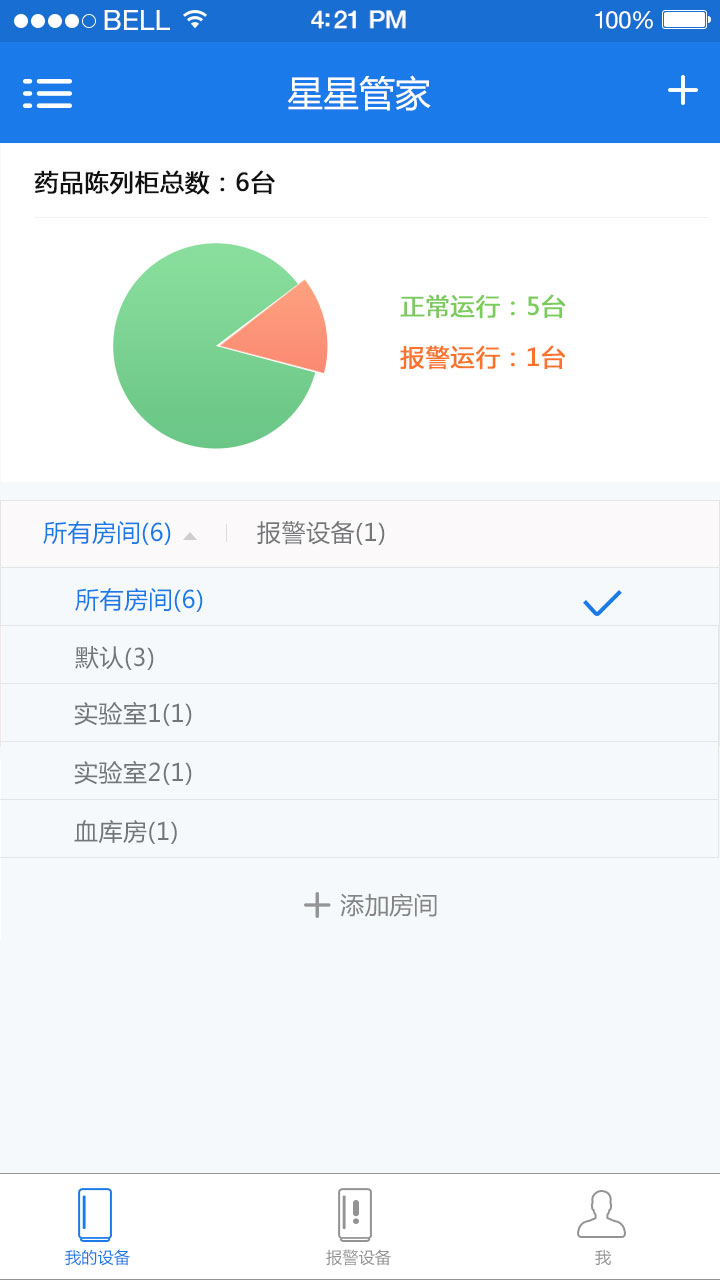 BELL 4:21 PM 100%
星星管家
药品陈列柜总数：6台
正常运行：5台
报警运行：1台
所有房间(6) 报警设备(1)
所有房间(6)
默认(3)
实验室1(1)
实验室2(1)
血库房(1)
添加房间
我的设备 报警设备 我